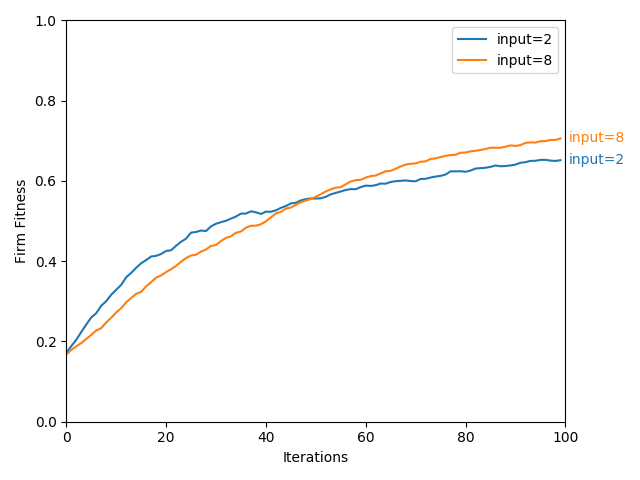 1.0
0.8
0.6
0.4
0.2
0.0
Firm Fitness
input=2
input=8
input=8
input=2
0 20 40 60 80 100
Iterations